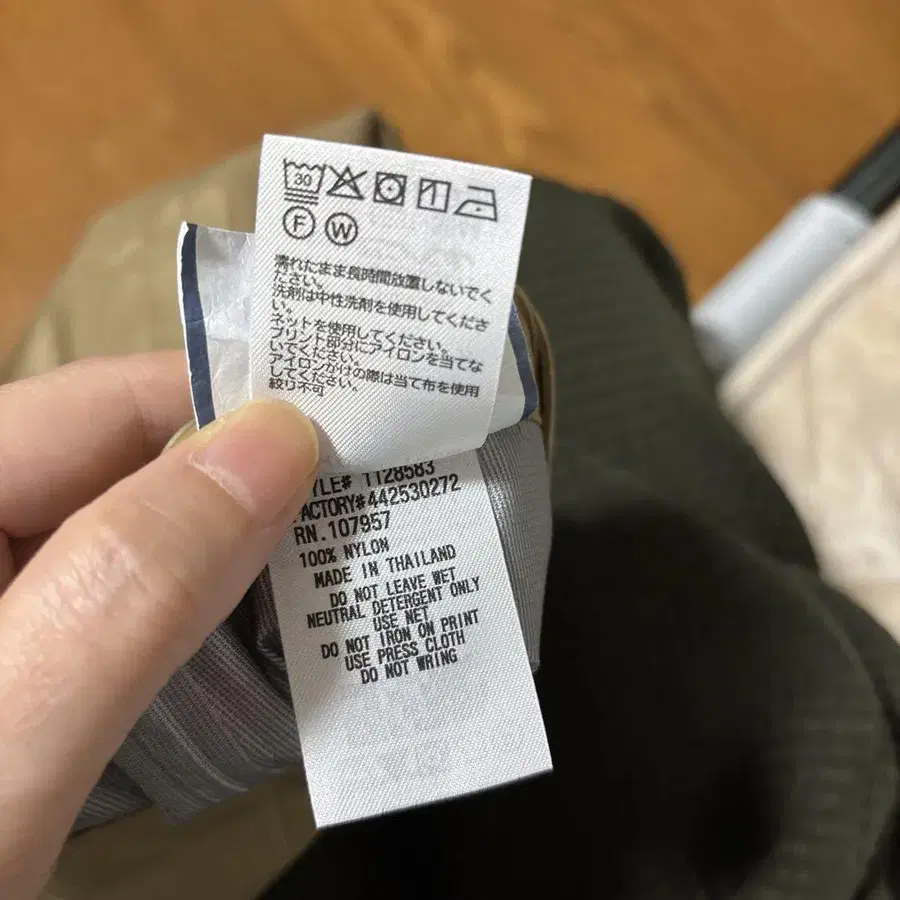 30
F W
濡れたまま長時間放置しないでく
ださい。
洗剤は中性洗剤を使用してくださ
い。
ネットを使用してください。
プリント部分にアイロンを当てな
いでください。
アイロンがけの際は当て布を使用
してください。
絞り不可
1128583
FACTORY#442530272
RN.107957
100% NYLON
MADE IN THAILAND
DO NOT LEAVE WET
NEUTRAL DETERGENT ONLY
USE NET
DO NOT IRON ON PRINT
USE PRESS CLOTH
DO NOT WRING